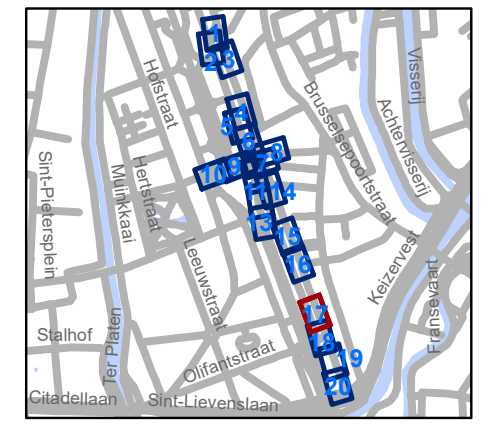 1
2
3
Hofstraat
Visserij
4
5
Brusselsepoortstraat
Achtervisserij
6
7
8
9
10
Sint-Pietersplein
Muinkkaai
Hertstraat
11
14
13
15
16
Leeuwstraat
Keizervest
Fransevaart
17
18
19
20
Stalhof
Ter Platen
Olifantstraat
Citadellaan
Sint-Lievenslaan